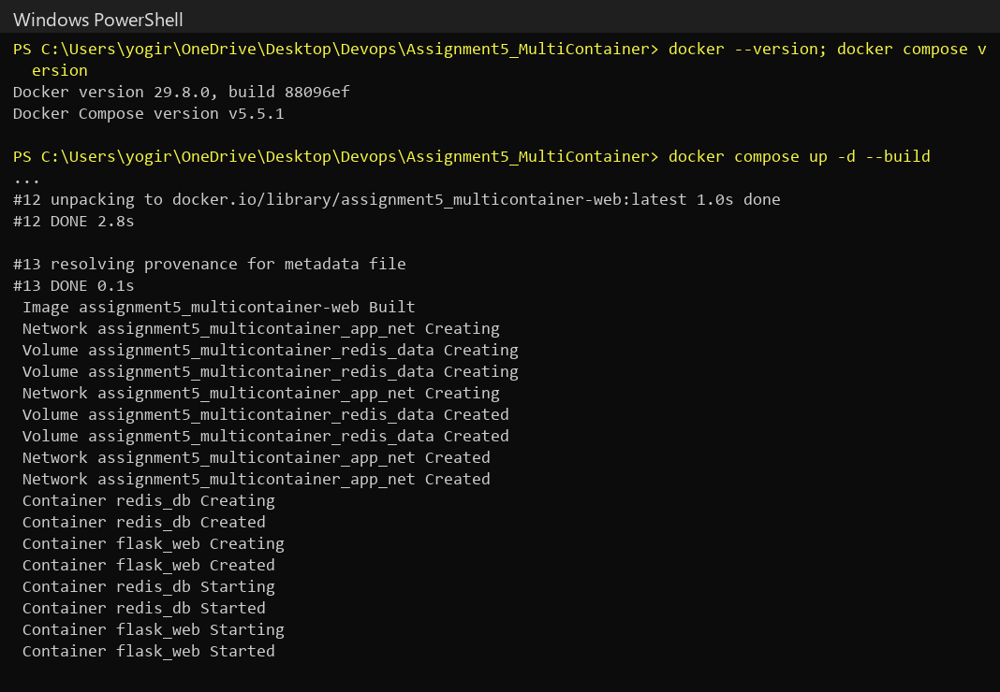 Windows PowerShell
PS C:\Users\yogir\OneDrive\Desktop\Devops\Assignment5_MultiContainer> docker --version; docker compose v
ersion
Docker version 29.8.0, build 88096ef
Docker Compose version v5.5.1
PS C:\Users\yogir\OneDrive\Desktop\Devops\Assignment5_MultiContainer> docker compose up -d --build
...
#12 unpacking to docker.io/library/assignment5_multicontainer-web:latest 1.0s done
#12 DONE 2.8s
#13 resolving provenance for metadata file
#13 DONE 0.1s
Image assignment5_multicontainer-web Built
Network assignment5_multicontainer_app_net Creating
Volume assignment5_multicontainer_redis_data Creating
Volume assignment5_multicontainer_redis_data Creating
Network assignment5_multicontainer_app_net Creating
Volume assignment5_multicontainer_redis_data Created
Volume assignment5_multicontainer_redis_data Created
Network assignment5_multicontainer_app_net Created
Network assignment5_multicontainer_app_net Created
Container redis_db Creating
Container redis_db Created
Container flask_web Creating
Container flask_web Created
Container redis_db Starting
Container redis_db Started
Container flask_web Starting
Container flask_web Started